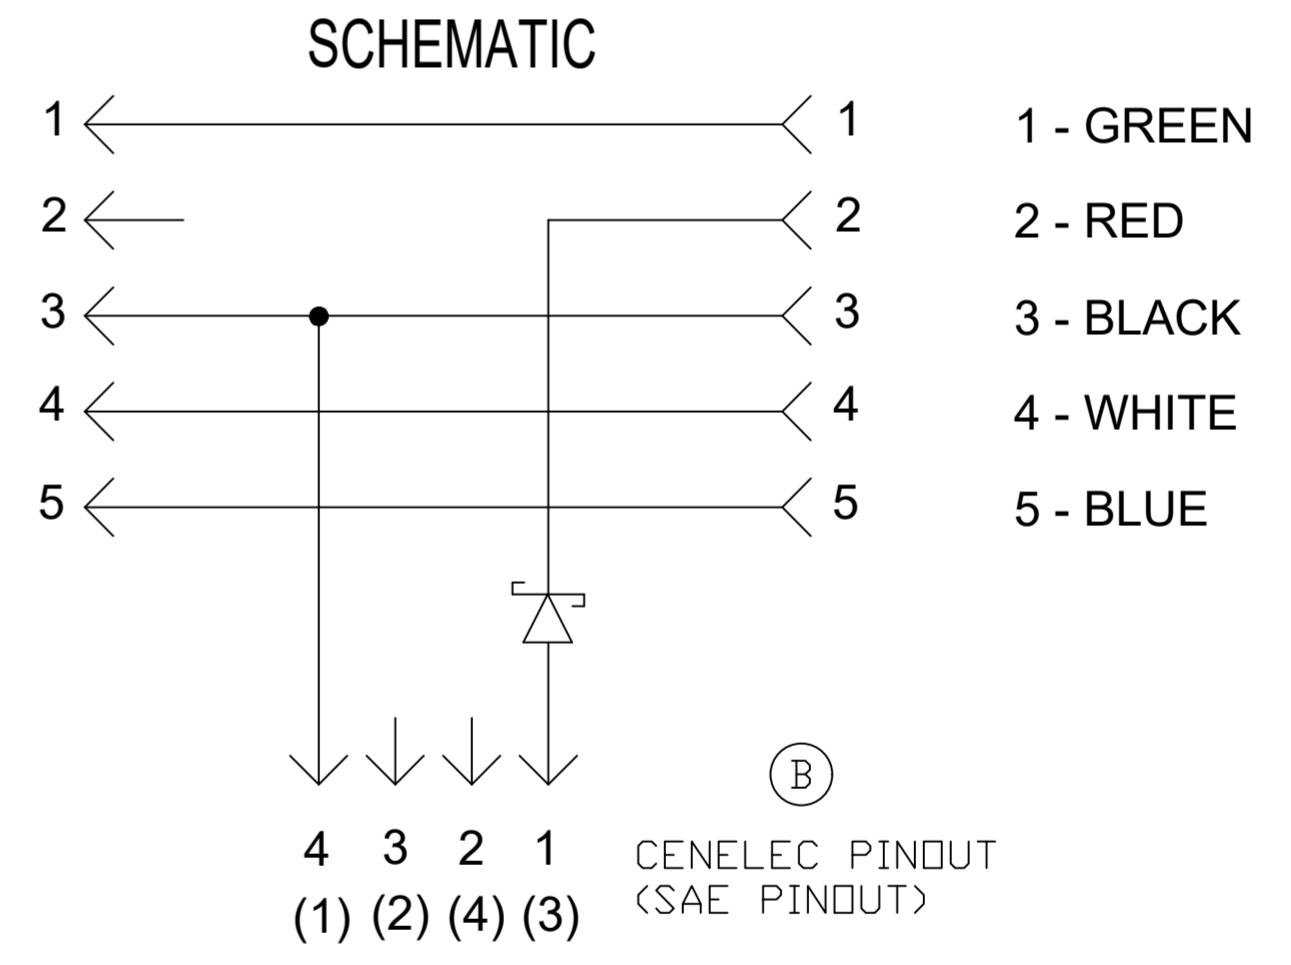 SCHEMATIC
1 1 1 - GREEN
2 2 2 - RED
3 3 3 - BLACK
4 4 4 - WHITE
5 5 5 - BLUE
B
4 3 2 1 CENELEC PINOUT
(1) (2) (4) (3) (SAE PINOUT)